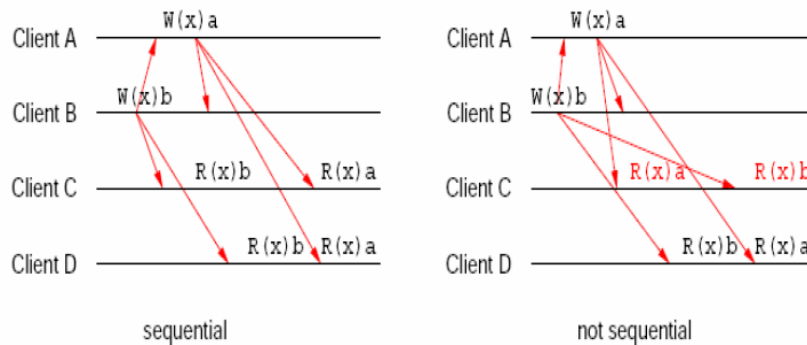 W(x)a
Client A
W(x)b
Client B
R(x)b R(x)a
Client C
R(x)b R(x)a
Client D
sequential
W(x)a
Client A
W(x)b
Client B
R(x)a R(x)b
Client C
R(x)b R(x)a
Client D
not sequential